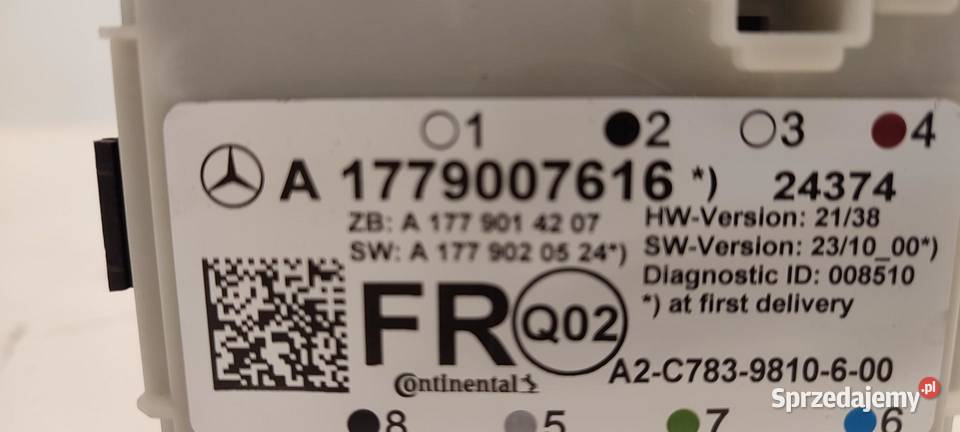 1 2 3 4
A 1779007616 *) 24374
ZB: A 177 901 42 07
HW-Version: 21/38
SW: A 177 902 05 24*)
SW-Version: 23/10_00*)
Diagnostic ID: 008510
*) at first delivery
FR Q02
A2-C783-9810-6-00
Continental
8 5 7 6
Sprzedajemy.pl